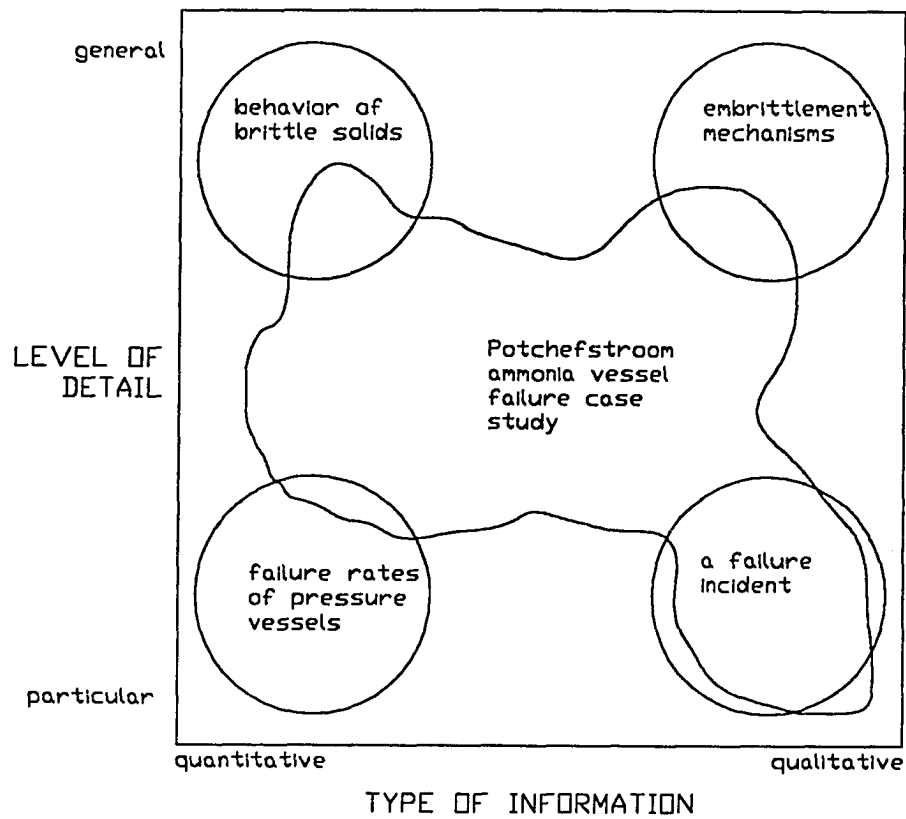 general
behavior of
brittle solids
embrittlement
mechanisms
LEVEL OF
DETAIL
Potchefstroom
ammonia vessel
failure case
study
failure rates
of pressure
vessels
a failure
incident
particular
quantitative
qualitative
TYPE OF INFORMATION